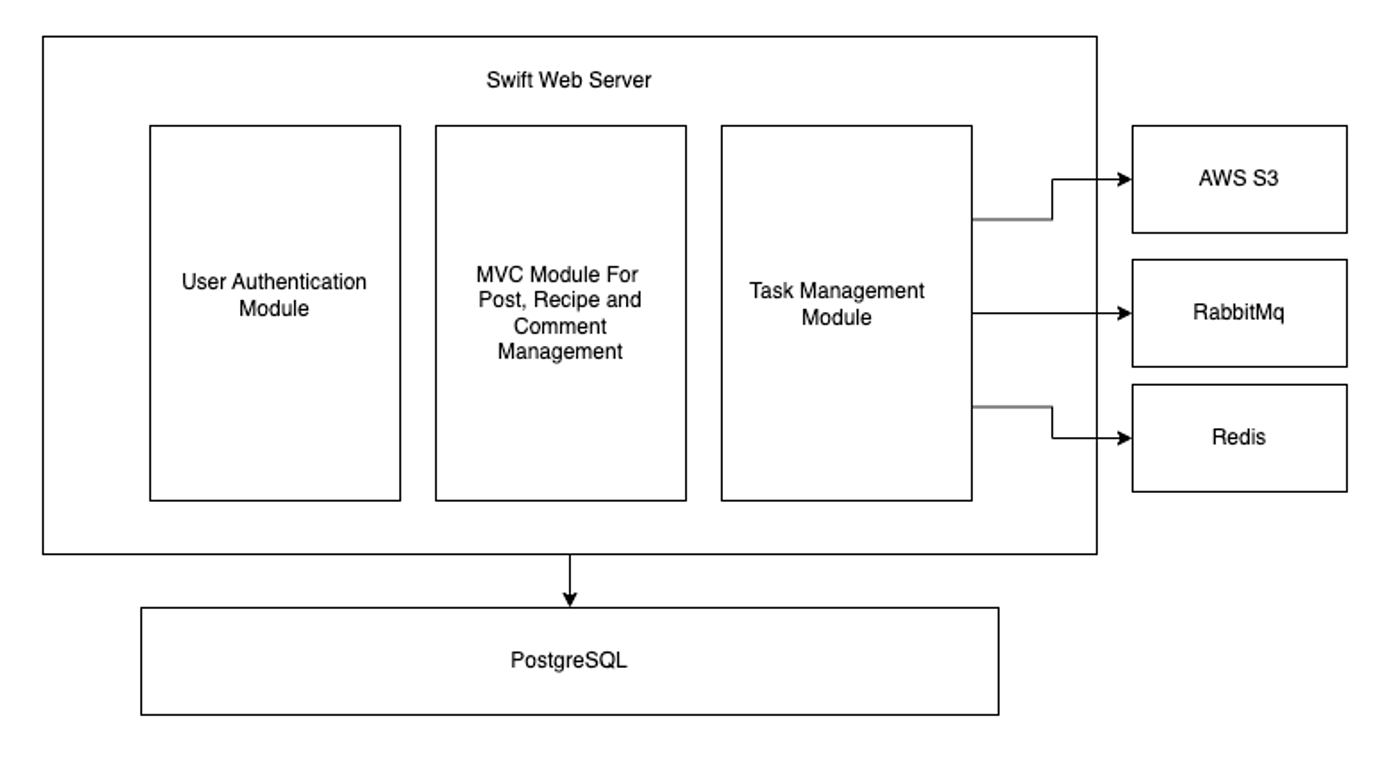 Swift Web Server
User Authentication
Module
MVC Module For
Post, Recipe and
Comment
Management
Task Management
Module
AWS S3
RabbitMq
Redis
PostgreSQL